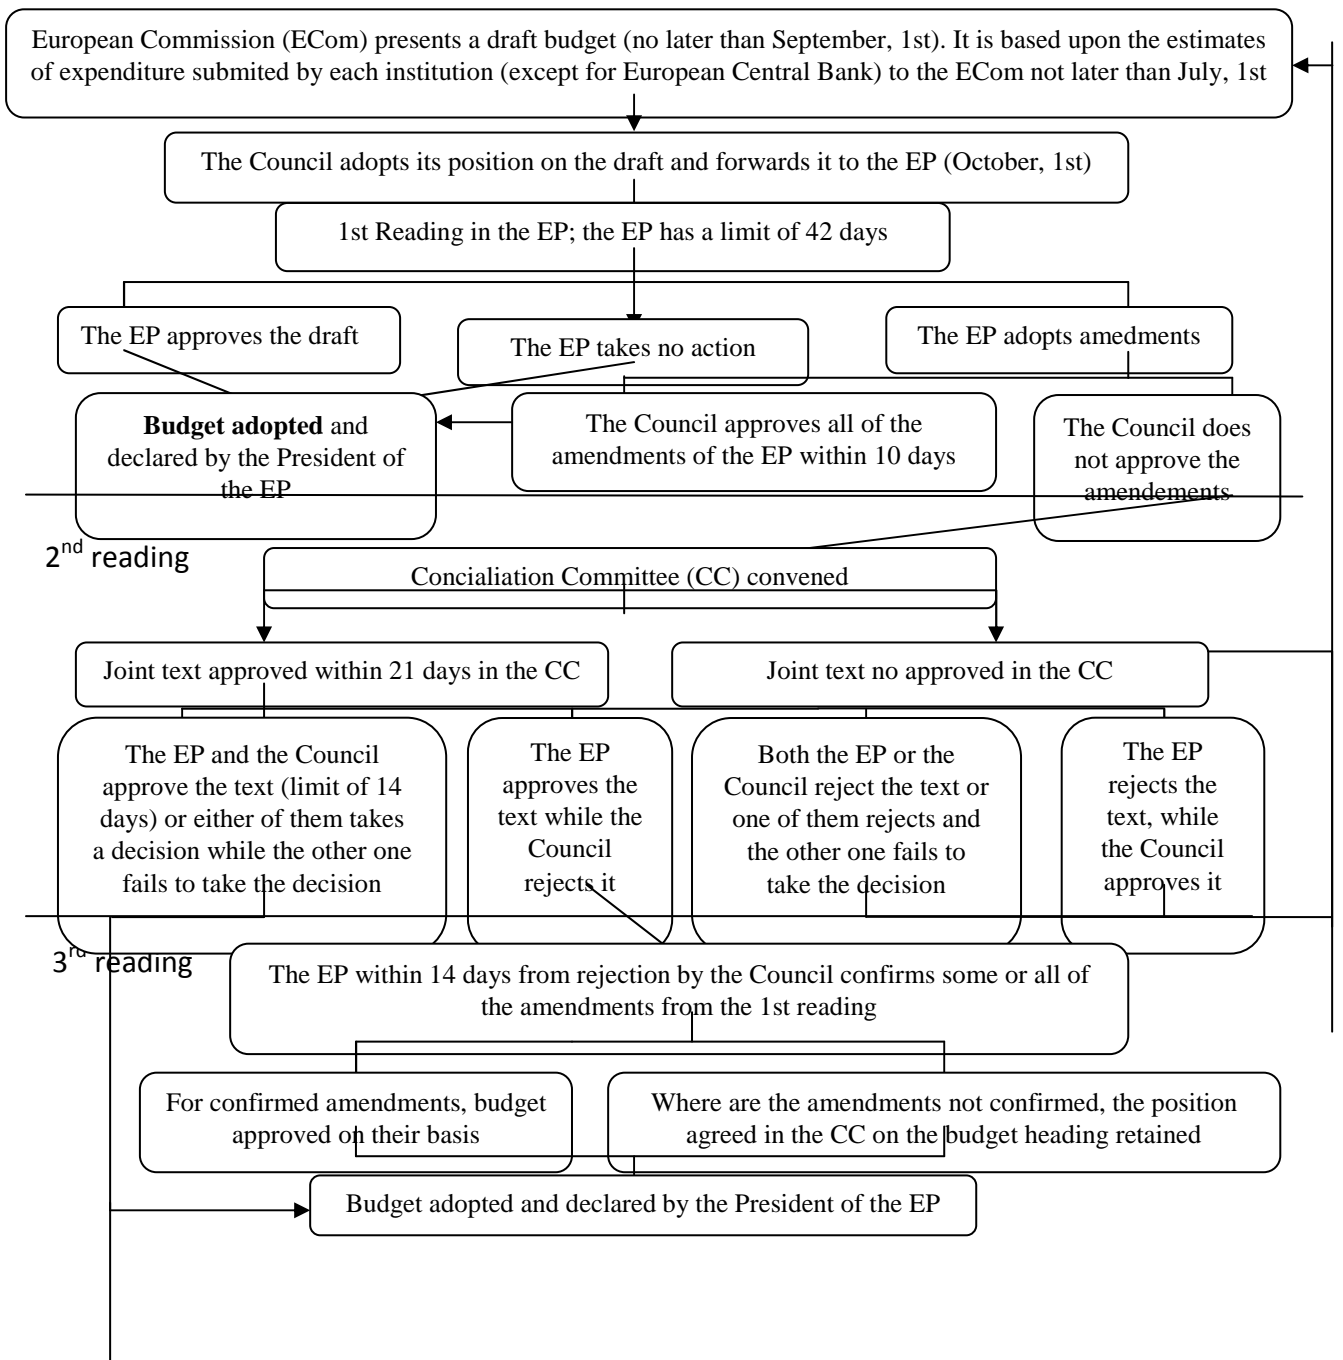 European Commission (ECom) presents a draft budget (no later than September, 1st). It is based upon the estimates
of expenditure submited by each institution (except for European Central Bank) to the ECom not later than July, 1st
The Council adopts its position on the draft and forwards it to the EP (October, 1st)
1st Reading in the EP; the EP has a limit of 42 days
The EP approves the draft
The EP takes no action
The EP adopts amedments
Budget adopted and
declared by the President of
the EP
The Council approves all of the
amendments of the EP within 10 days
The Council does
not approve the
amendements
2nd reading
Concialiation Committee (CC) convened
Joint text approved within 21 days in the CC
Joint text no approved in the CC
The EP and the Council
approve the text (limit of 14
days) or either of them takes
a decision while the other one
fails to take the decision
The EP
approves the
text while the
Council
rejects it
Both the EP or the
Council reject the text or
one of them rejects and
the other one fails to
take the decision
The EP
rejects the
text, while
the Council
approves it
3rd reading
The EP within 14 days from rejection by the Council confirms some or all of
the amendments from the 1st reading
For confirmed amendments, budget
approved on their basis
Where are the amendments not confirmed, the position
agreed in the CC on the budget heading retained
Budget adopted and declared by the President of the EP